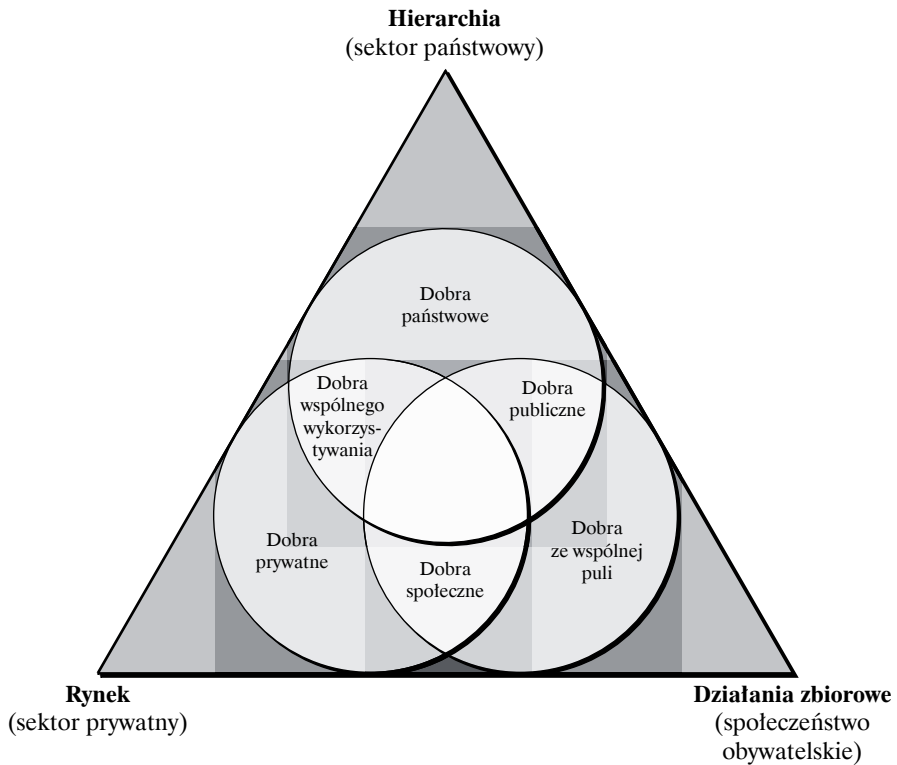 Hierarchia
(sektor państwowy)
Dobra
państwowe
Dobra
wspólnego
wykorzys-
tywania
Dobra
publiczne
Dobra
prywatne
Dobra
społeczne
Dobra
ze wspólnej
puli
Rynek
(sektor prywatny)
Działania zbiorowe
(społeczeństwo
obywatelskie)